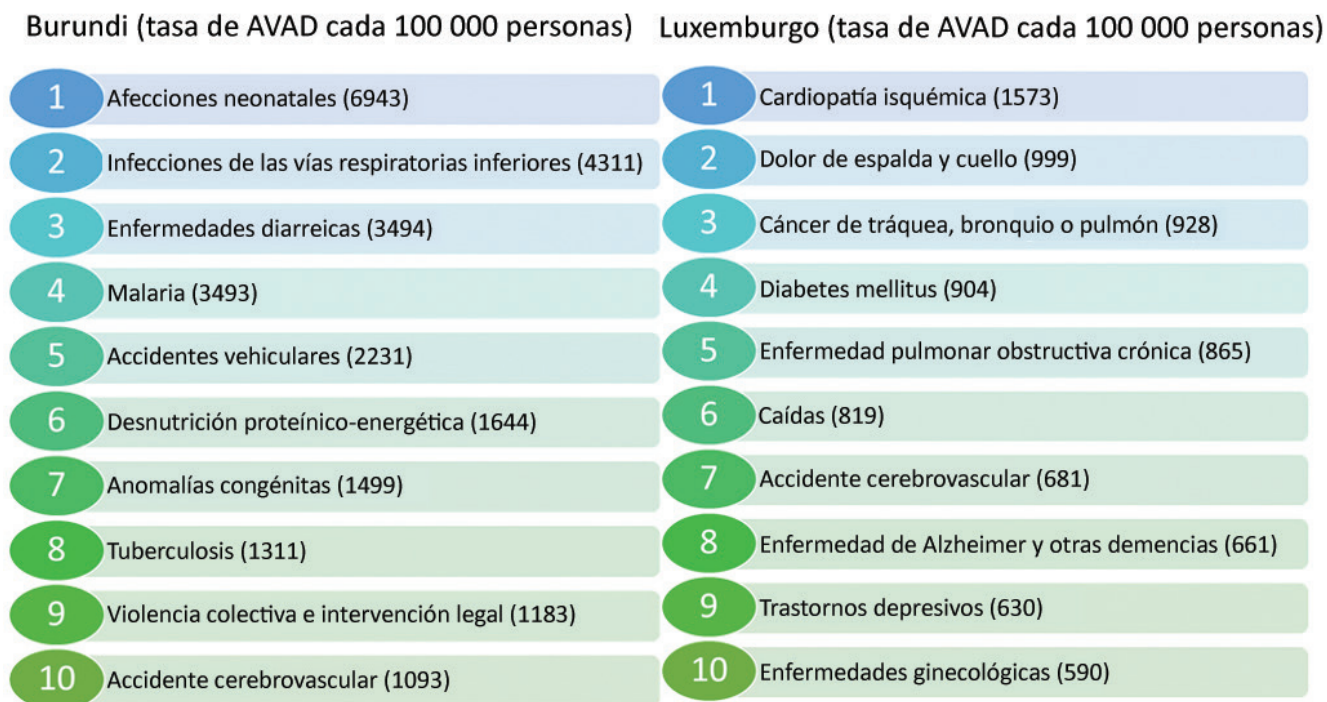 Burundi (tasa de AVAD cada 100 000 personas)
1 Afecciones neonatales (6943)
2 Infecciones de las vías respiratorias inferiores (4311)
3 Enfermedades diarreicas (3494)
4 Malaria (3493)
5 Accidentes vehiculares (2231)
6 Desnutrición proteínico-energética (1644)
7 Anomalías congénitas (1499)
8 Tuberculosis (1311)
9 Violencia colectiva e intervención legal (1183)
10 Accidente cerebrovascular (1093)
Luxemburgo (tasa de AVAD cada 100 000 personas)
1 Cardiopatía isquémica (1573)
2 Dolor de espalda y cuello (999)
3 Cáncer de tráquea, bronquio o pulmón (928)
4 Diabetes mellitus (904)
5 Enfermedad pulmonar obstructiva crónica (865)
6 Caídas (819)
7 Accidente cerebrovascular (681)
8 Enfermedad de Alzheimer y otras demencias (661)
9 Trastornos depresivos (630)
10 Enfermedades ginecológicas (590)